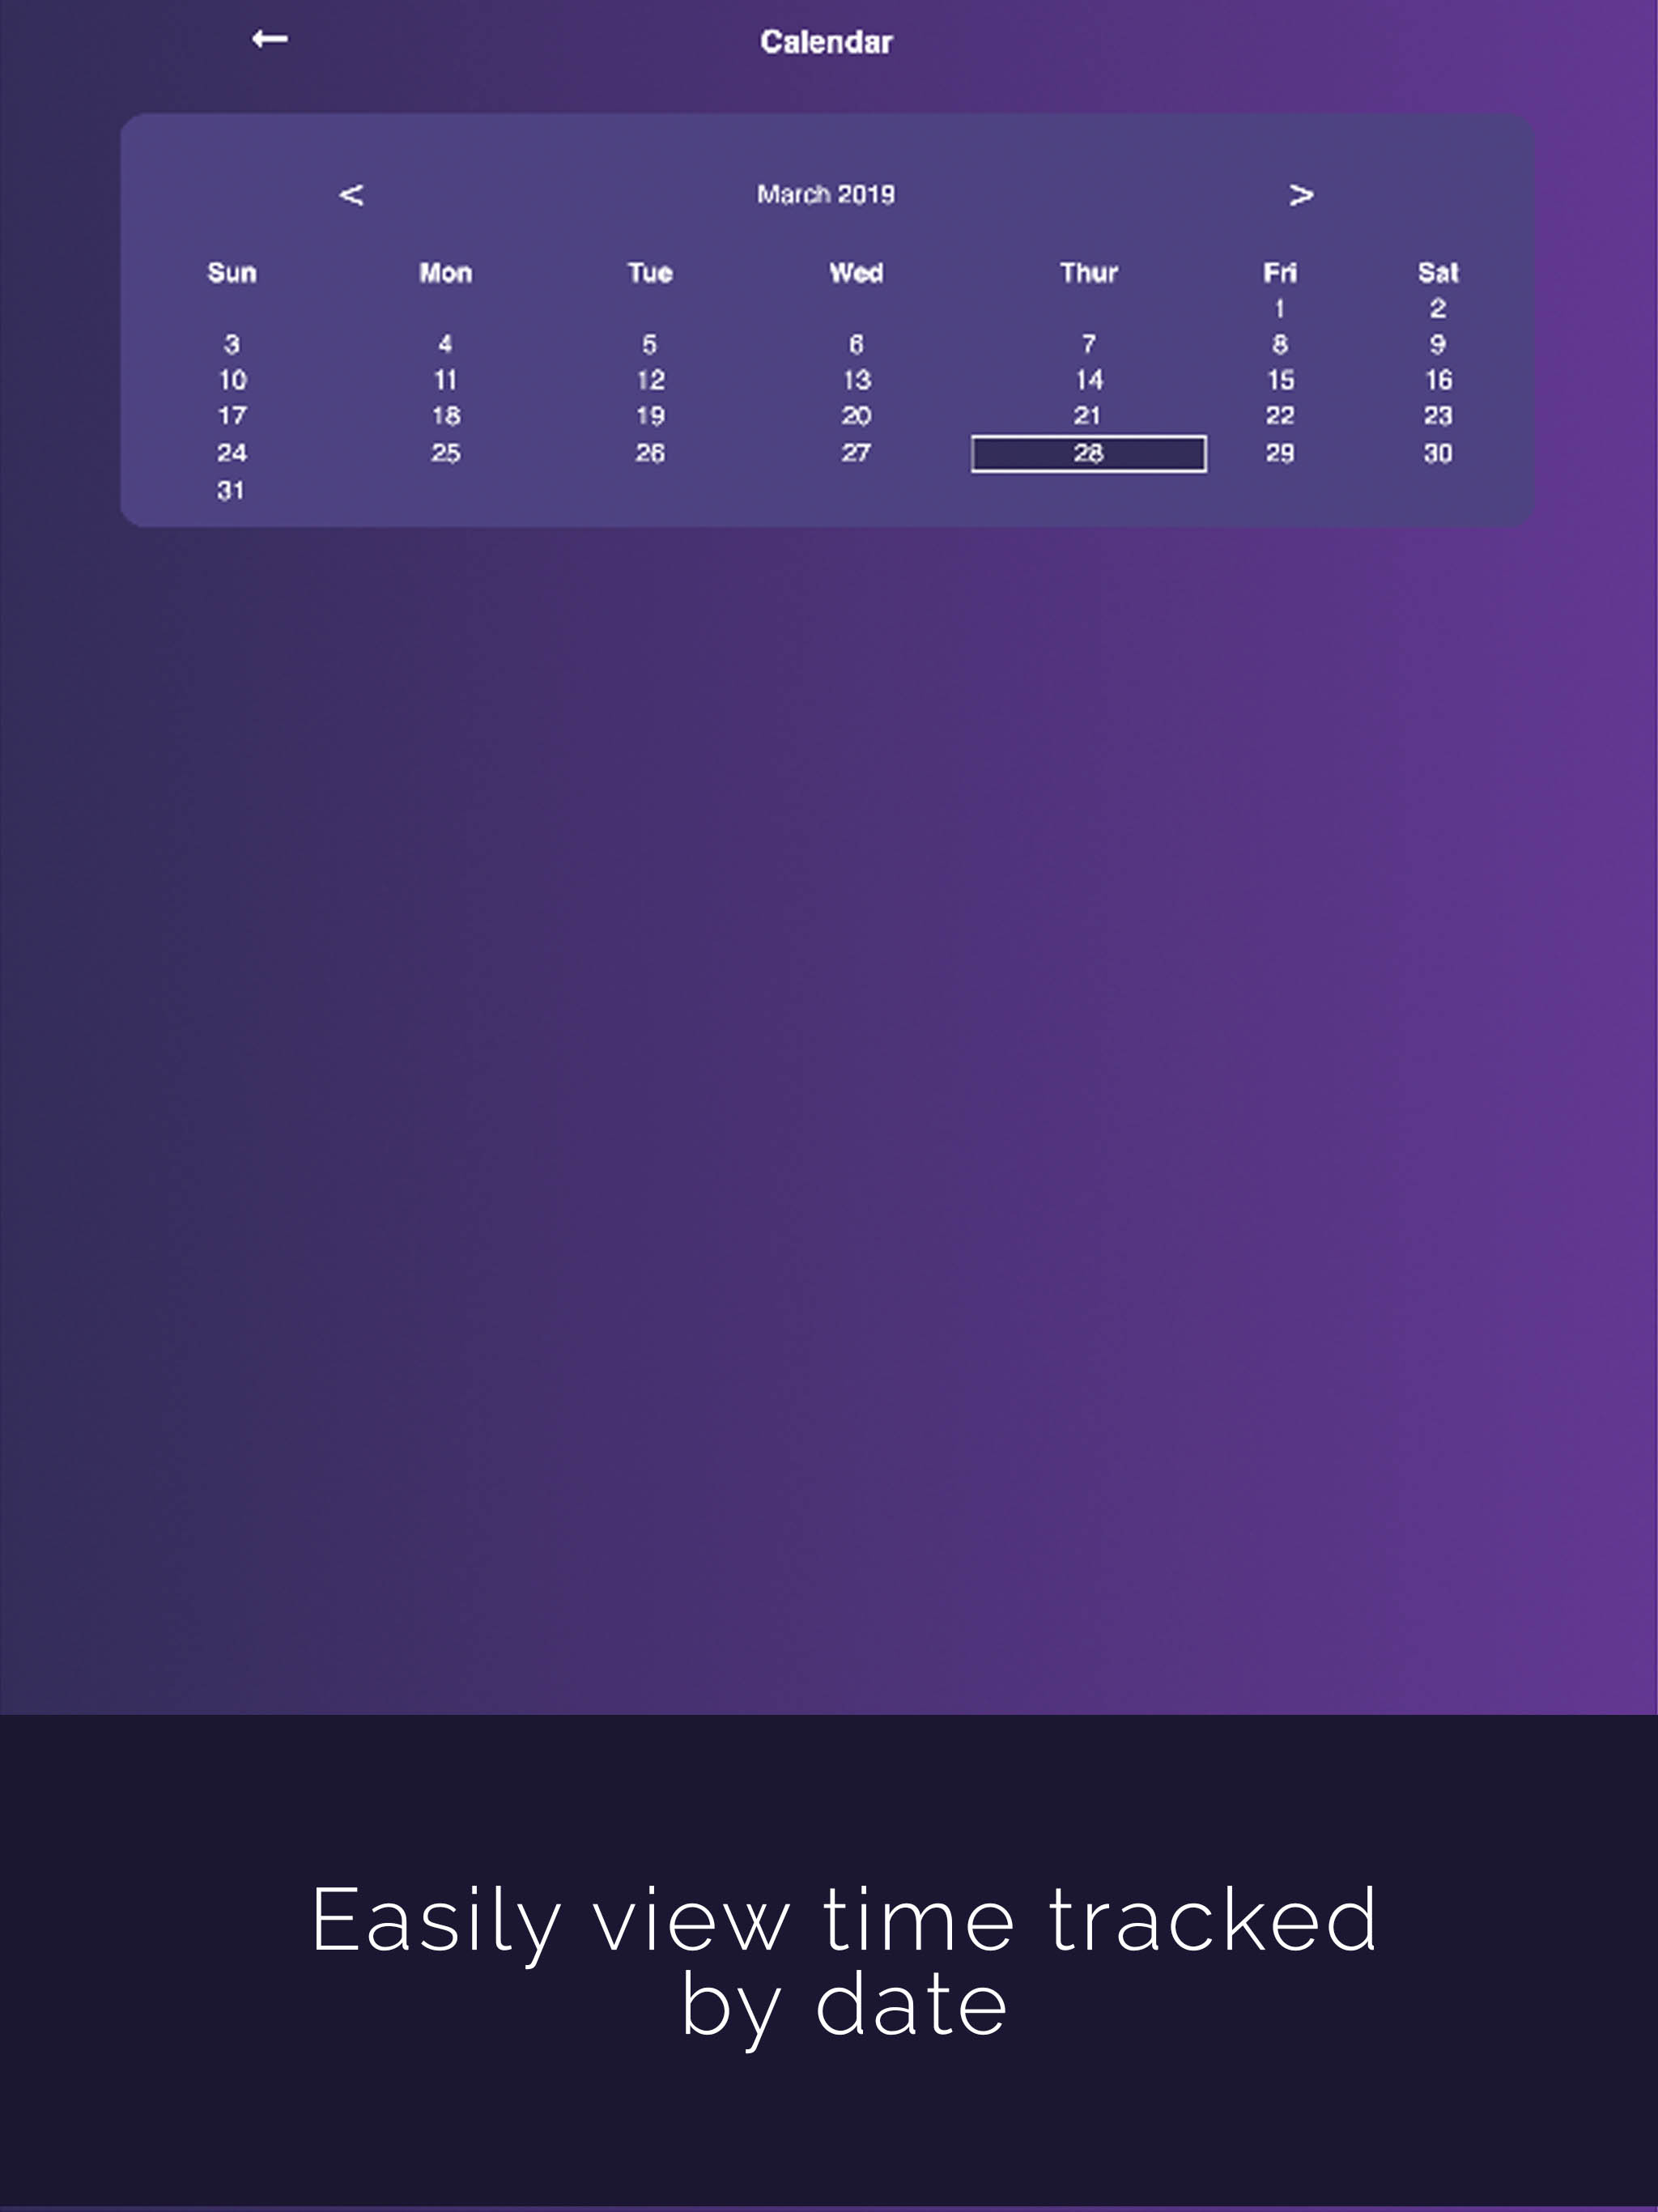 ← Calendar
< March 2019 >
Sun Mon Tue Wed Thur Fri Sat
1 2
3 4 5 6 7 8 9
10 11 12 13 14 15 16
17 18 19 20 21 22 23
24 25 26 27 28 29 30
31
Easily view time tracked
by date